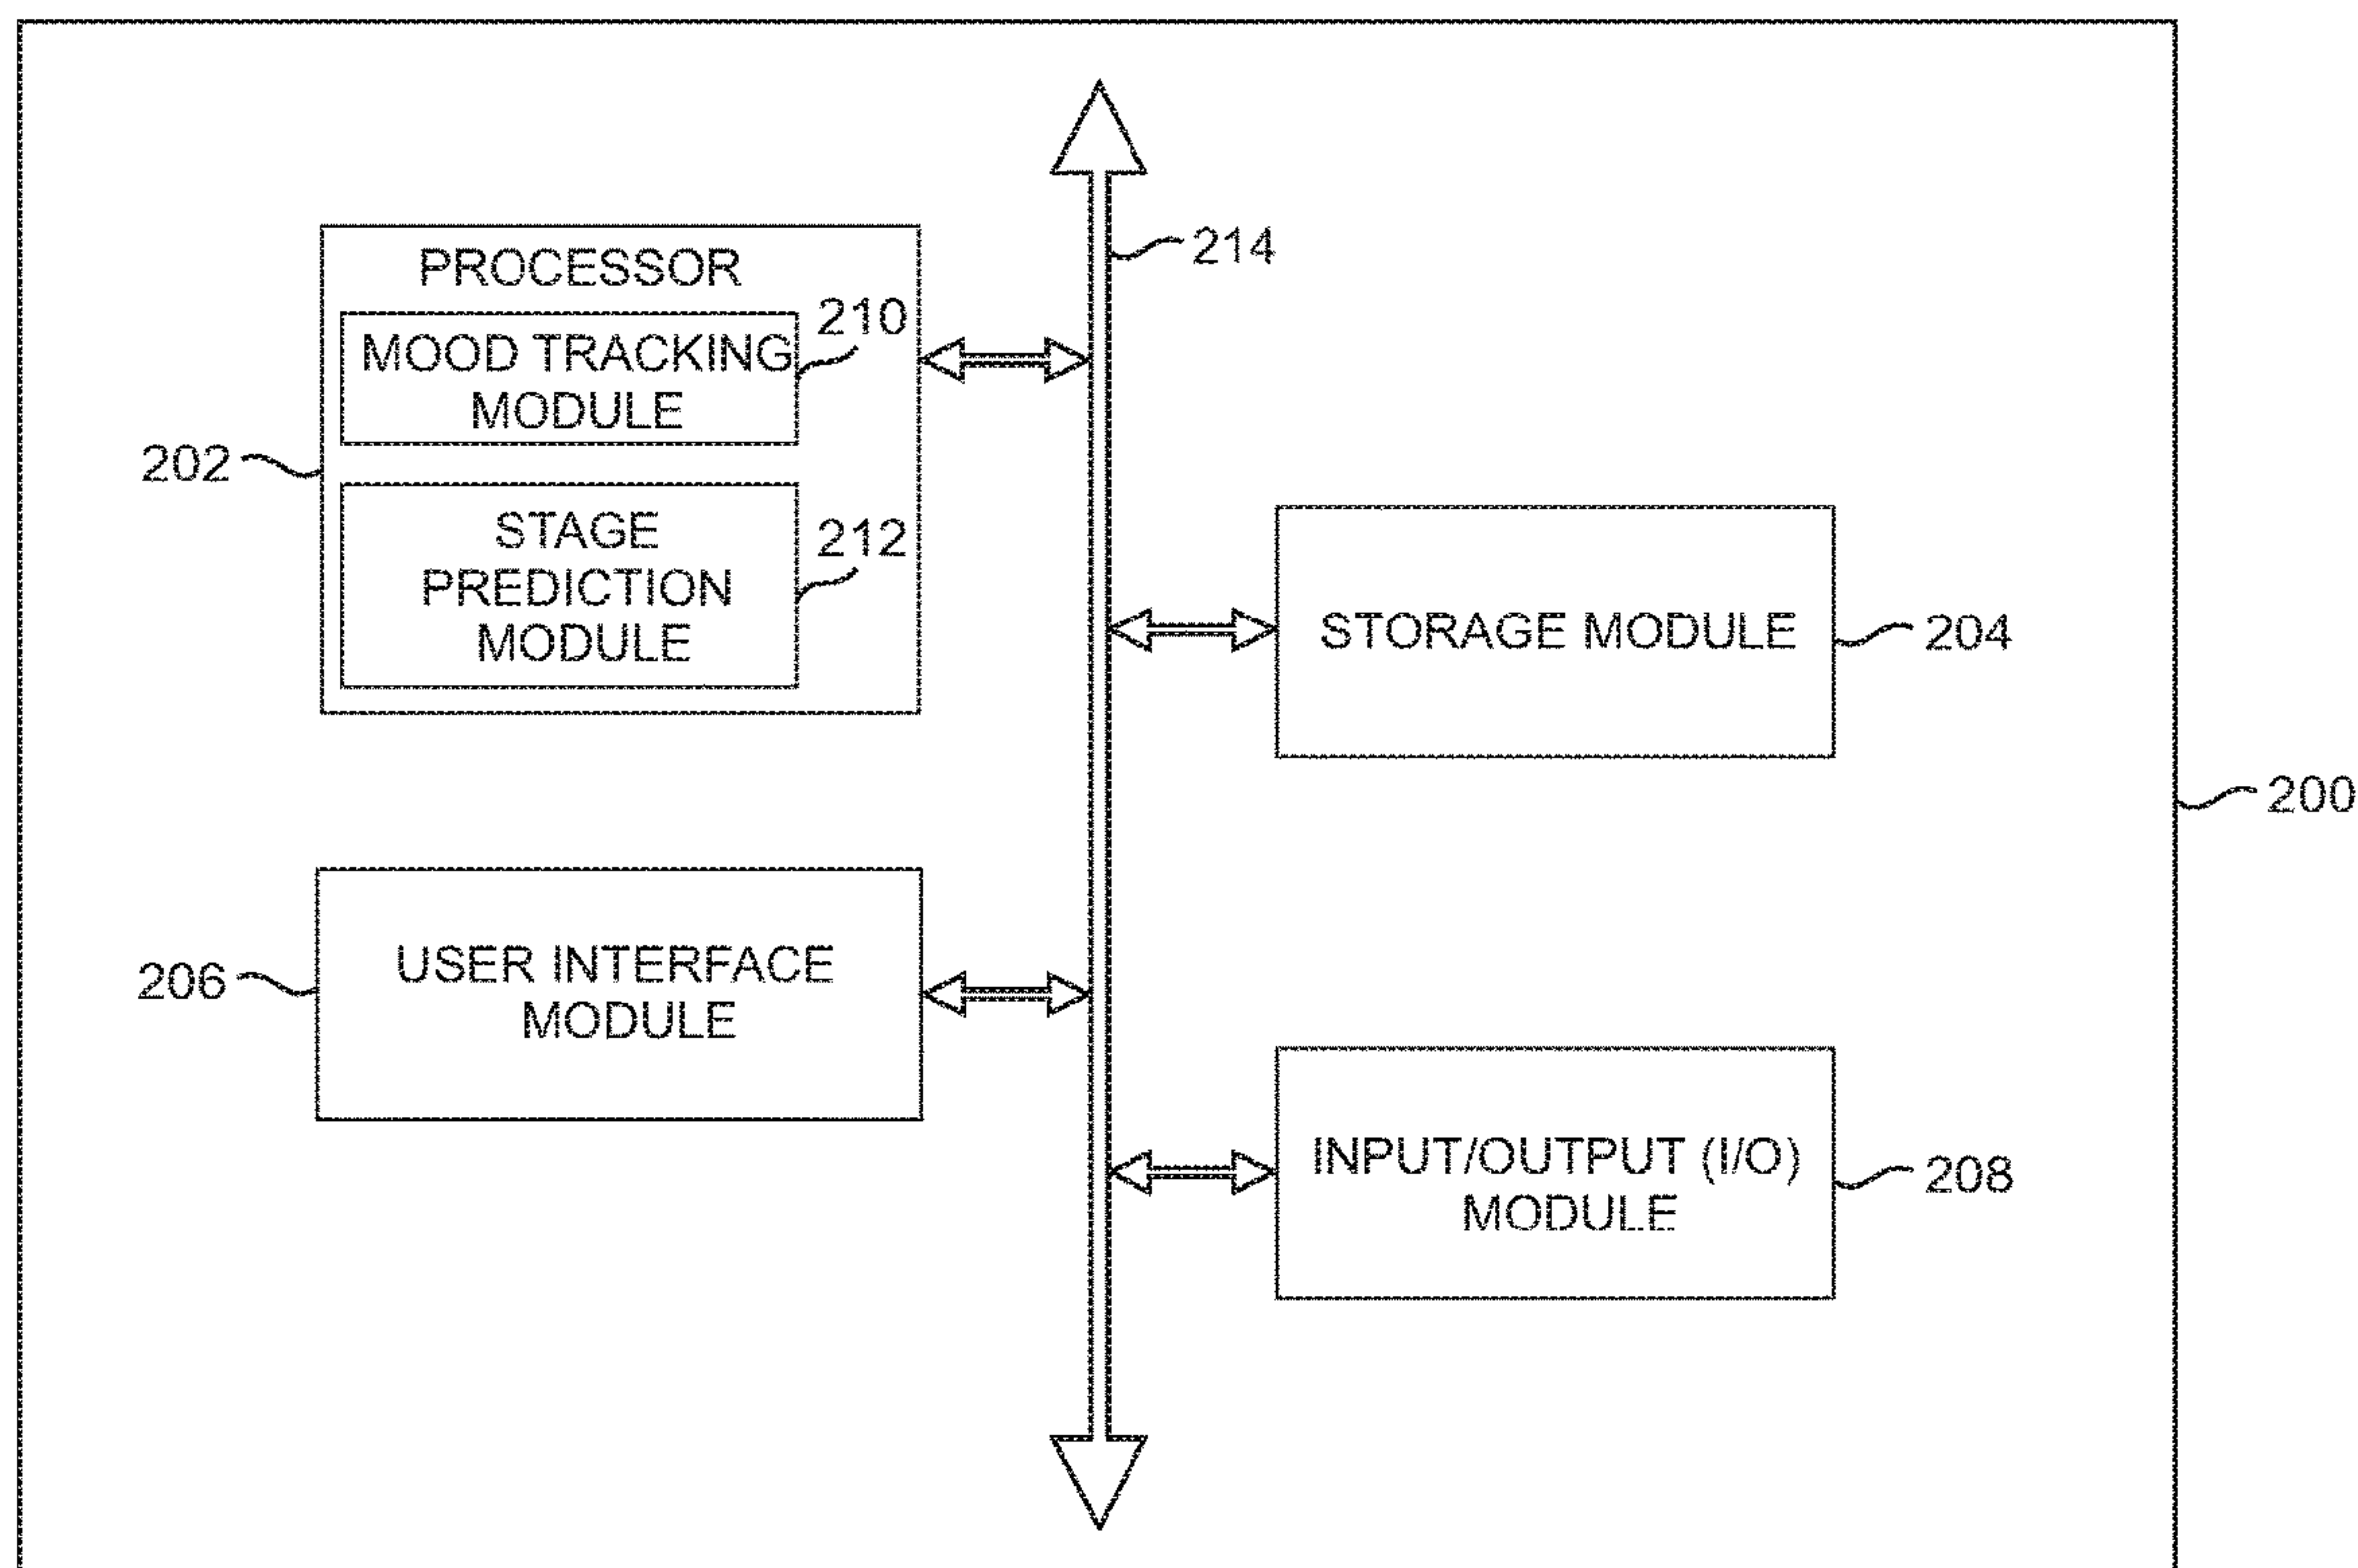 214
PROCESSOR
210
MOOD TRACKING
MODULE
202
STAGE
PREDICTION
MODULE
212
STORAGE MODULE
204
200
USER INTERFACE
MODULE
206
INPUT/OUTPUT (I/O)
MODULE
208